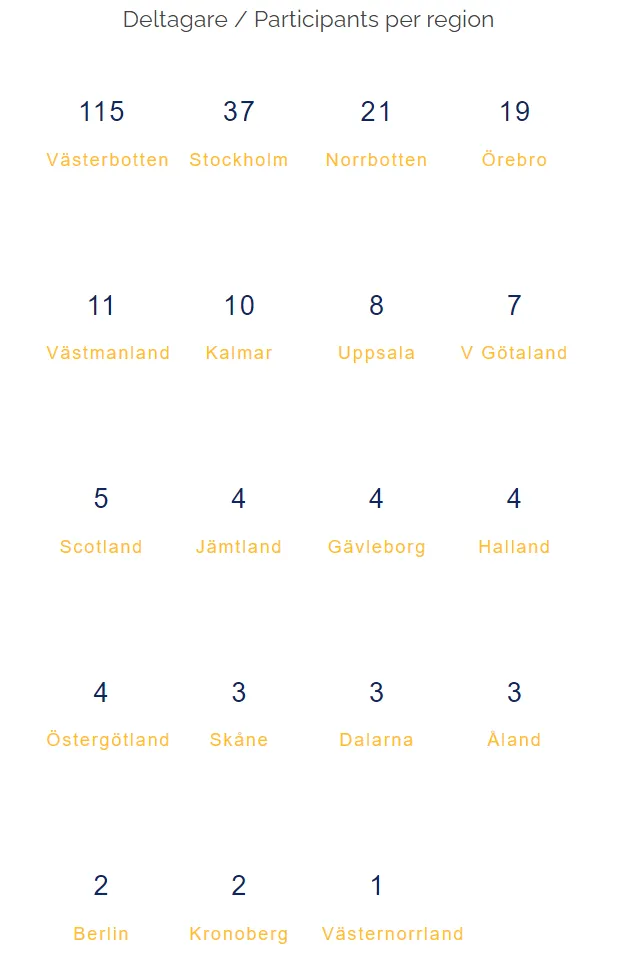 Deltagare / Participants per region
115 37 21 19
Västerbotten Stockholm Norrbotten Örebro
11 10 8 7
Västmanland Kalmar Uppsala V Götaland
5 4 4 4
Scotland Jämtland Gävleborg Halland
4 3 3 3
Östergötland Skåne Dalarna Åland
2 2 1
Berlin Kronoberg Västernorrland